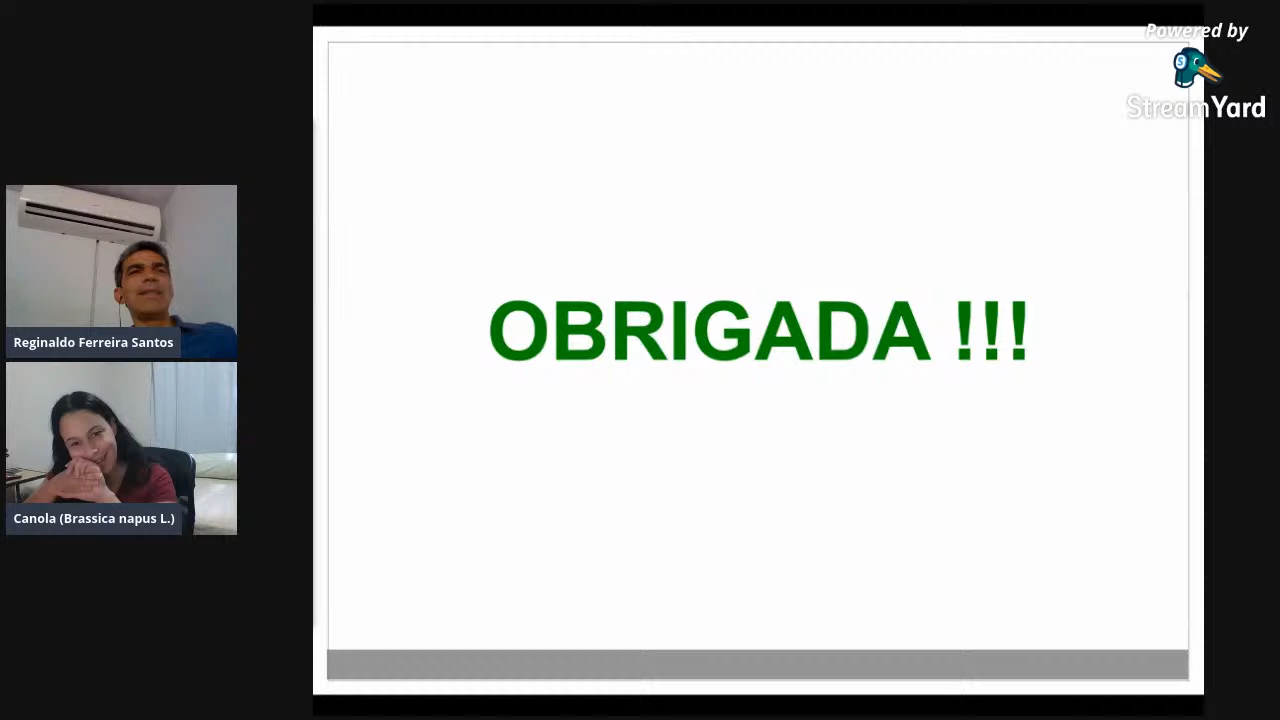 Powered by
StreamYard
OBRIGADA !!!
Reginaldo Ferreira Santos
Canola (Brassica napus L.)